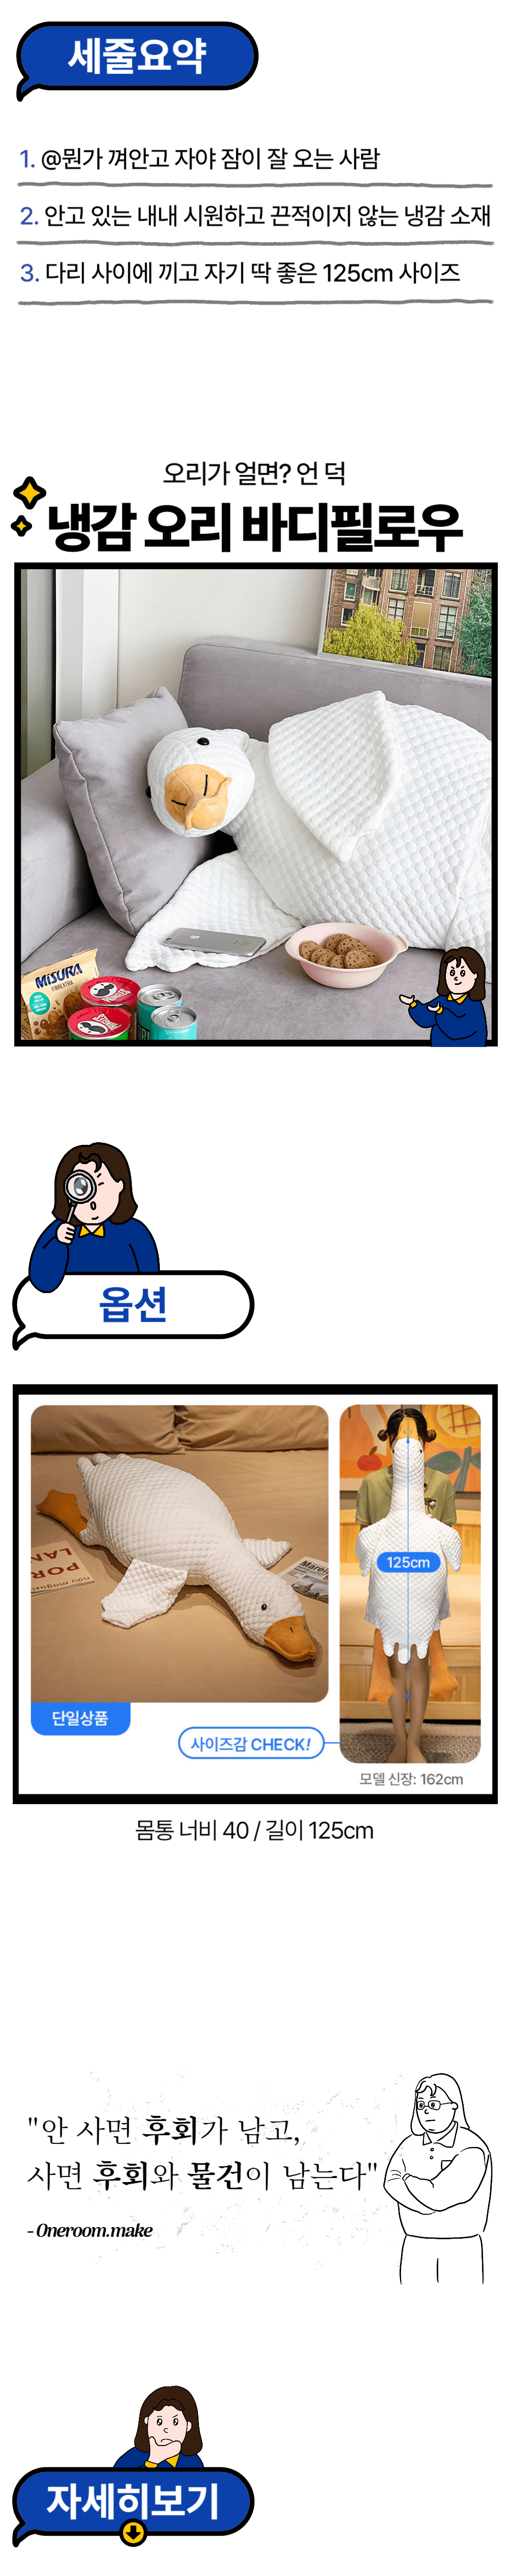 세줄요약
1. @뭔가 껴안고 자야 잠이 잘 오는 사람
2. 안고 있는 내내 시원하고 끈적이지 않는 냉감 소재
3. 다리 사이에 끼고 자기 딱 좋은 125cm 사이즈
오리가 얼면? 언 덕
냉감 오리 바디필로우
MISURA
FIBREXTRA
옵션
125cm
단일상품
사이즈감 CHECK!
모델 신장: 162cm
몸통 너비 40 / 길이 125cm
"안 사면 후회가 남고,
사면 후회와 물건이 남는다"
- Oneroom.make
자세히보기